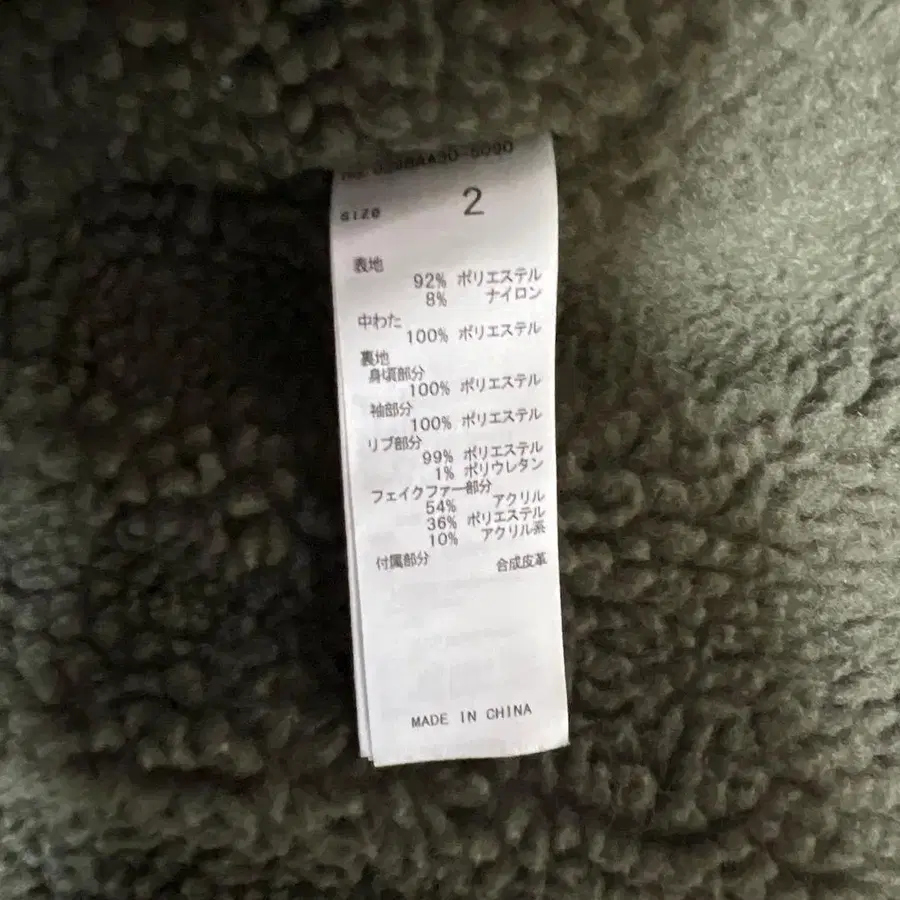 SIZE 2
表地
92% ポリエステル
8% ナイロン
中わた
100% ポリエステル
裏地
身頃部分
100% ポリエステル
袖部分
100% ポリエステル
リブ部分
99% ポリエステル
1% ポリウレタン
フェイクファー部分
54% アクリル
36% ポリエステル
10% アクリル系
付属部分 合成皮革
MADE IN CHINA